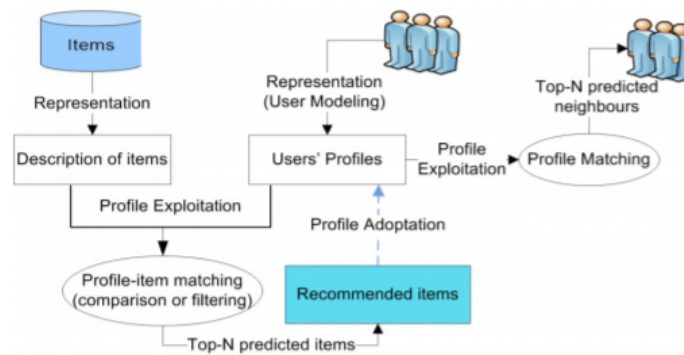 Items
Representation
Representation
(User Modeling)
Top-N predicted
neighbours
Description of items
Users' Profiles
Profile
Exploitation
Profile Matching
Profile Exploitation
Profile Adoptation
Profile-item matching
(comparison or filtering)
Recommended items
Top-N predicted items